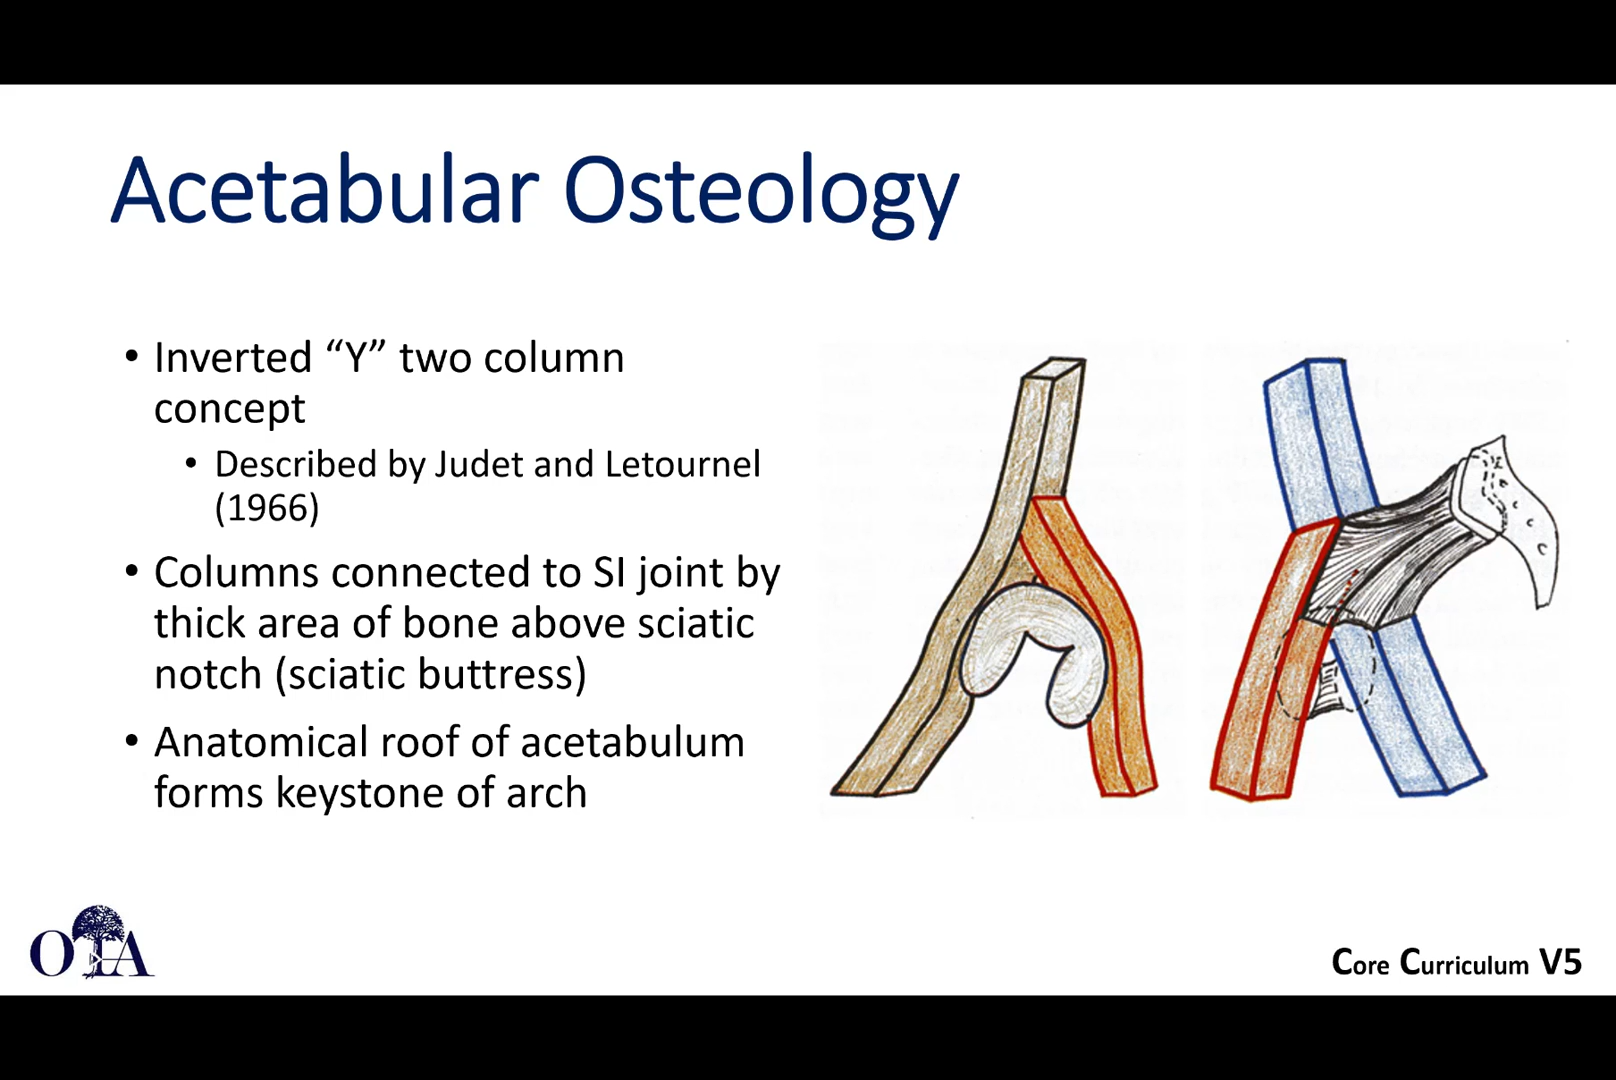 Acetabular Osteology
• Inverted “Y” two column
concept
• Described by Judet and Letournel
(1966)
• Columns connected to SI joint by
thick area of bone above sciatic
notch (sciatic buttress)
• Anatomical roof of acetabulum
forms keystone of arch
OTA
Core Curriculum V5